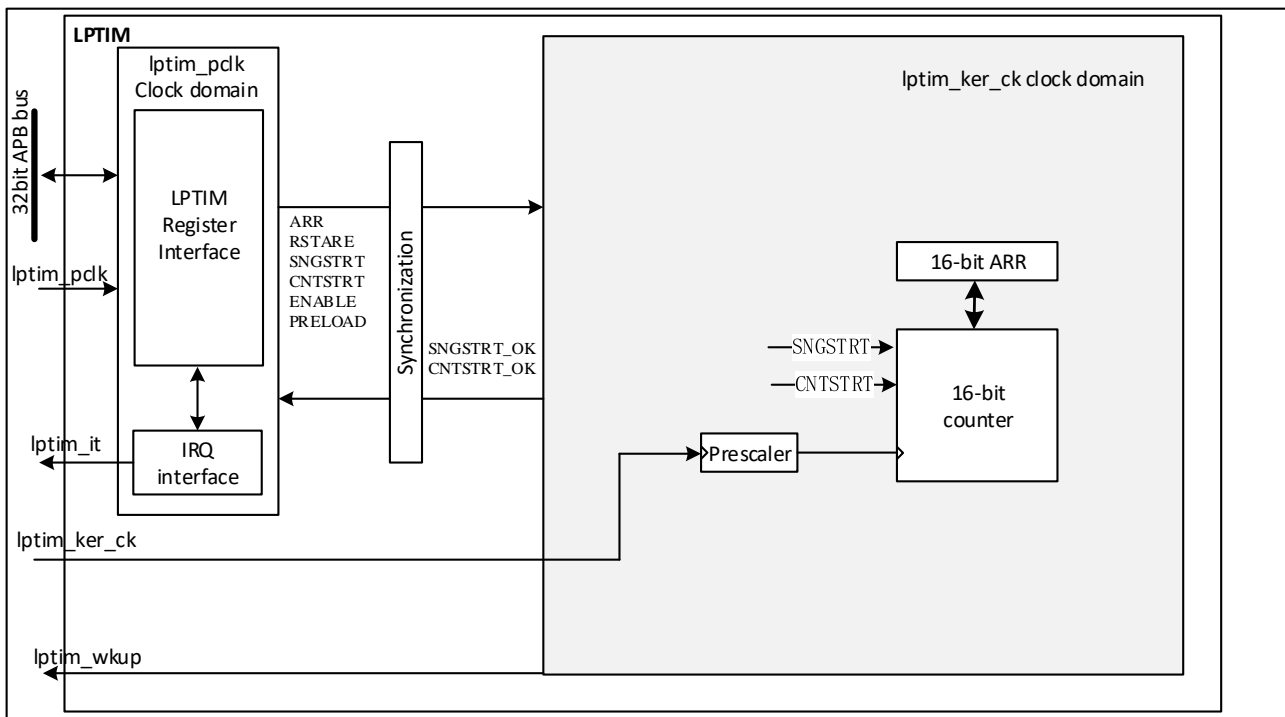 LPTIM
lptim_pclk
Clock domain
lptim_ker_ck clock domain
32bit APB bus
LPTIM
Register
Interface
lptim_pclk
ARR
RSTARE
SNGSTRT
CNTSTRT
ENABLE
PRELOAD
Synchronization
SNGSTRT_OK
CNTSTRT_OK
16-bit ARR
SNGSTRT
CNTSTRT
16-bit
counter
Prescaler
lptim_it
IRQ
interface
lptim_ker_ck
lptim_wkup